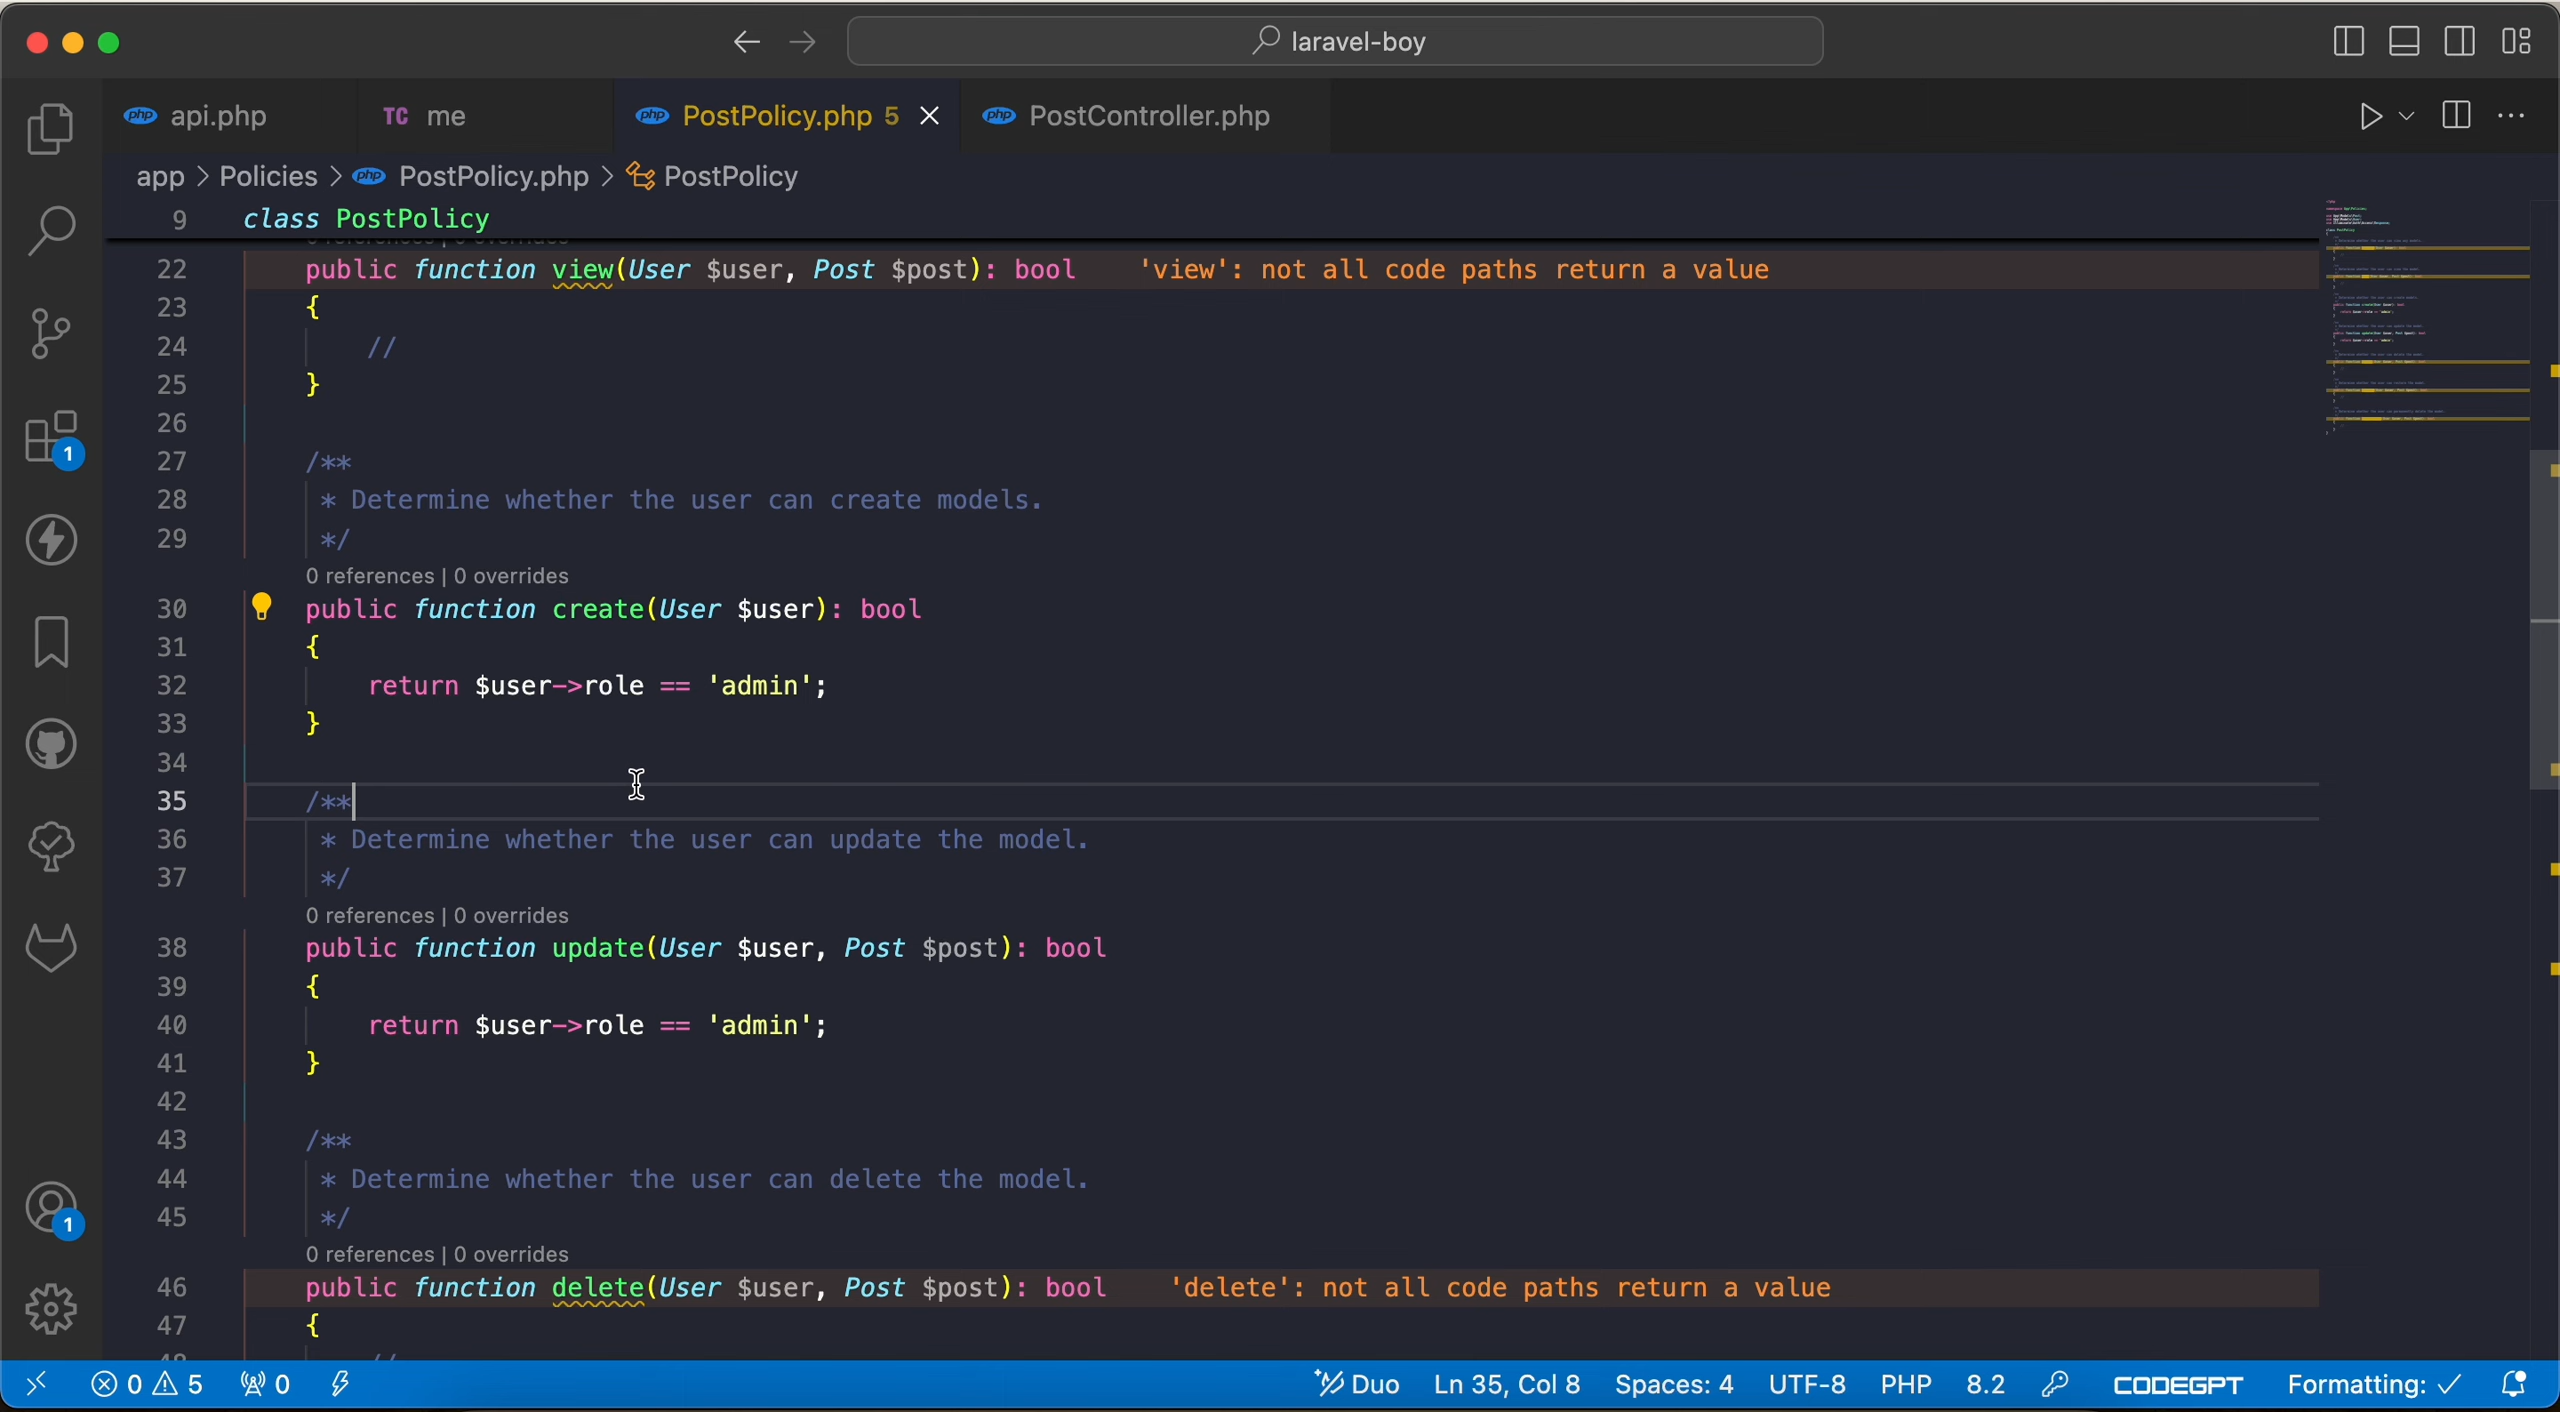 laravel-boy
php api.php
TC me
php PostPolicy.php 5
php PostController.php
app > Policies > php PostPolicy.php > PostPolicy
9 class PostPolicy
22 public function view(User $user, Post $post): bool 'view': not all code paths return a value
23 {
24 //
25 }
26
27 /**
28 * Determine whether the user can create models.
29 */
0 references | 0 overrides
30 public function create(User $user): bool
31 {
32 return $user->role == 'admin';
33 }
34
35 /**
36 * Determine whether the user can update the model.
37 */
0 references | 0 overrides
38 public function update(User $user, Post $post): bool
39 {
40 return $user->role == 'admin';
41 }
42
43 /**
44 * Determine whether the user can delete the model.
45 */
0 references | 0 overrides
46 public function delete(User $user, Post $post): bool 'delete': not all code paths return a value
47 {
1
1
0 5 0 Duo Ln 35, Col 8 Spaces: 4 UTF-8 PHP 8.2 CODEGPT Formatting: ✓